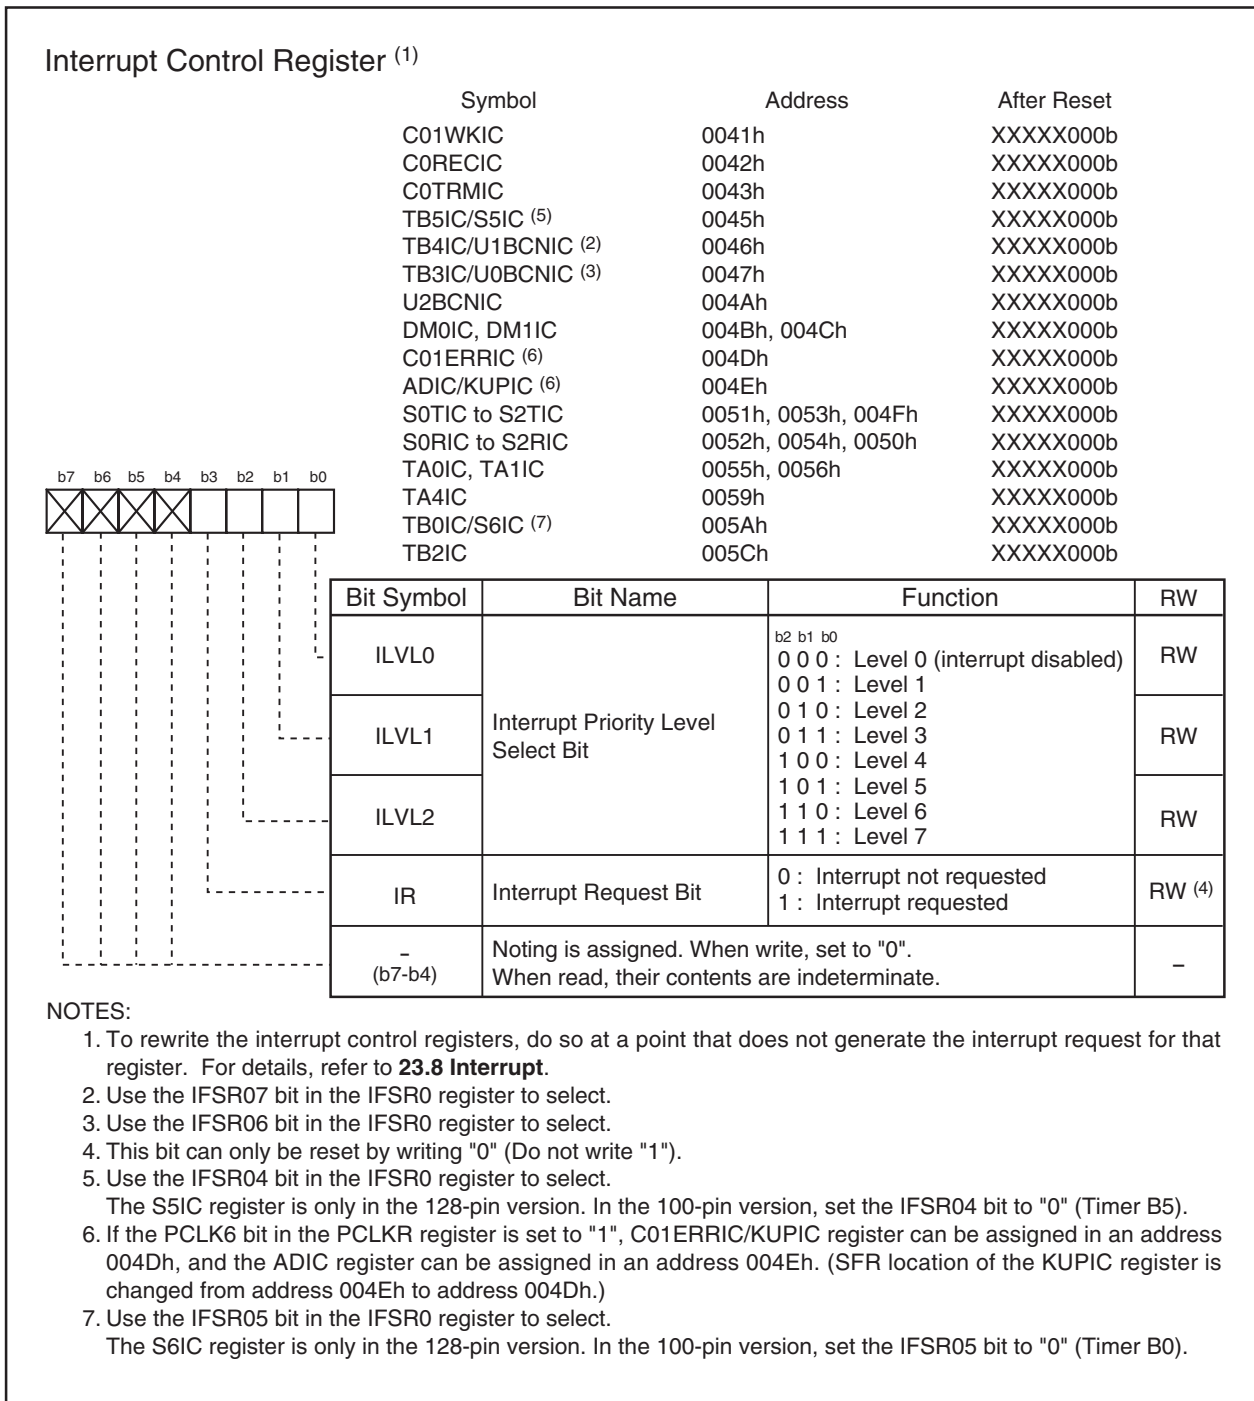 Interrupt Control Register (1)
Symbol Address After Reset
C01WKIC 0041h XXXXX000b
C0RECIC 0042h XXXXX000b
C0TRMIC 0043h XXXXX000b
TB5IC/S5IC (5) 0045h XXXXX000b
TB4IC/U1BCNIC (2) 0046h XXXXX000b
TB3IC/U0BCNIC (3) 0047h XXXXX000b
U2BCNIC 004Ah XXXXX000b
DM0IC, DM1IC 004Bh, 004Ch XXXXX000b
C01ERRIC (6) 004Dh XXXXX000b
ADIC/KUPIC (6) 004Eh XXXXX000b
S0TIC to S2TIC 0051h, 0053h, 004Fh XXXXX000b
S0RIC to S2RIC 0052h, 0054h, 0050h XXXXX000b
TA0IC, TA1IC 0055h, 0056h XXXXX000b
TA4IC 0059h XXXXX000b
TB0IC/S6IC (7) 005Ah XXXXX000b
TB2IC 005Ch XXXXX000b
b7 b6 b5 b4 b3 b2 b1 b0
Bit Symbol Bit Name Function RW
ILVL0
ILVL1
ILVL2
Interrupt Priority Level
Select Bit
b2 b1 b0
0 0 0 : Level 0 (interrupt disabled)
0 0 1 : Level 1
0 1 0 : Level 2
0 1 1 : Level 3
1 0 0 : Level 4
1 0 1 : Level 5
1 1 0 : Level 6
1 1 1 : Level 7
RW
RW
RW
IR
Interrupt Request Bit
0 : Interrupt not requested
1 : Interrupt requested
RW (4)
–
(b7-b4)
Noting is assigned. When write, set to "0".
When read, their contents are indeterminate.
–
NOTES:
1. To rewrite the interrupt control registers, do so at a point that does not generate the interrupt request for that
register. For details, refer to 23.8 Interrupt.
2. Use the IFSR07 bit in the IFSR0 register to select.
3. Use the IFSR06 bit in the IFSR0 register to select.
4. This bit can only be reset by writing "0" (Do not write "1").
5. Use the IFSR04 bit in the IFSR0 register to select.
The S5IC register is only in the 128-pin version. In the 100-pin version, set the IFSR04 bit to "0" (Timer B5).
6. If the PCLK6 bit in the PCLKR register is set to "1", C01ERRIC/KUPIC register can be assigned in an address
004Dh, and the ADIC register can be assigned in an address 004Eh. (SFR location of the KUPIC register is
changed from address 004Eh to address 004Dh.)
7. Use the IFSR05 bit in the IFSR0 register to select.
The S6IC register is only in the 128-pin version. In the 100-pin version, set the IFSR05 bit to "0" (Timer B0).